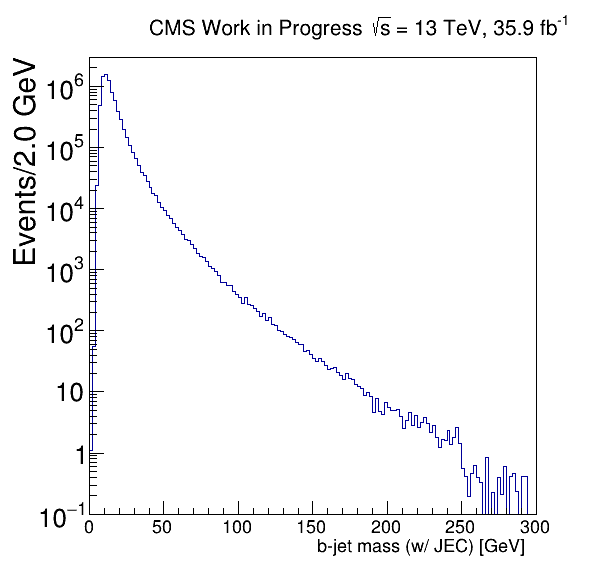 CMS Work in Progress √s = 13 TeV, 35.9 fb⁻¹
Events/2.0 GeV
10⁶
10⁵
10⁴
10³
10²
10
1
10⁻¹
0 50 100 150 200 250 300
b-jet mass (w/ JEC) [GeV]